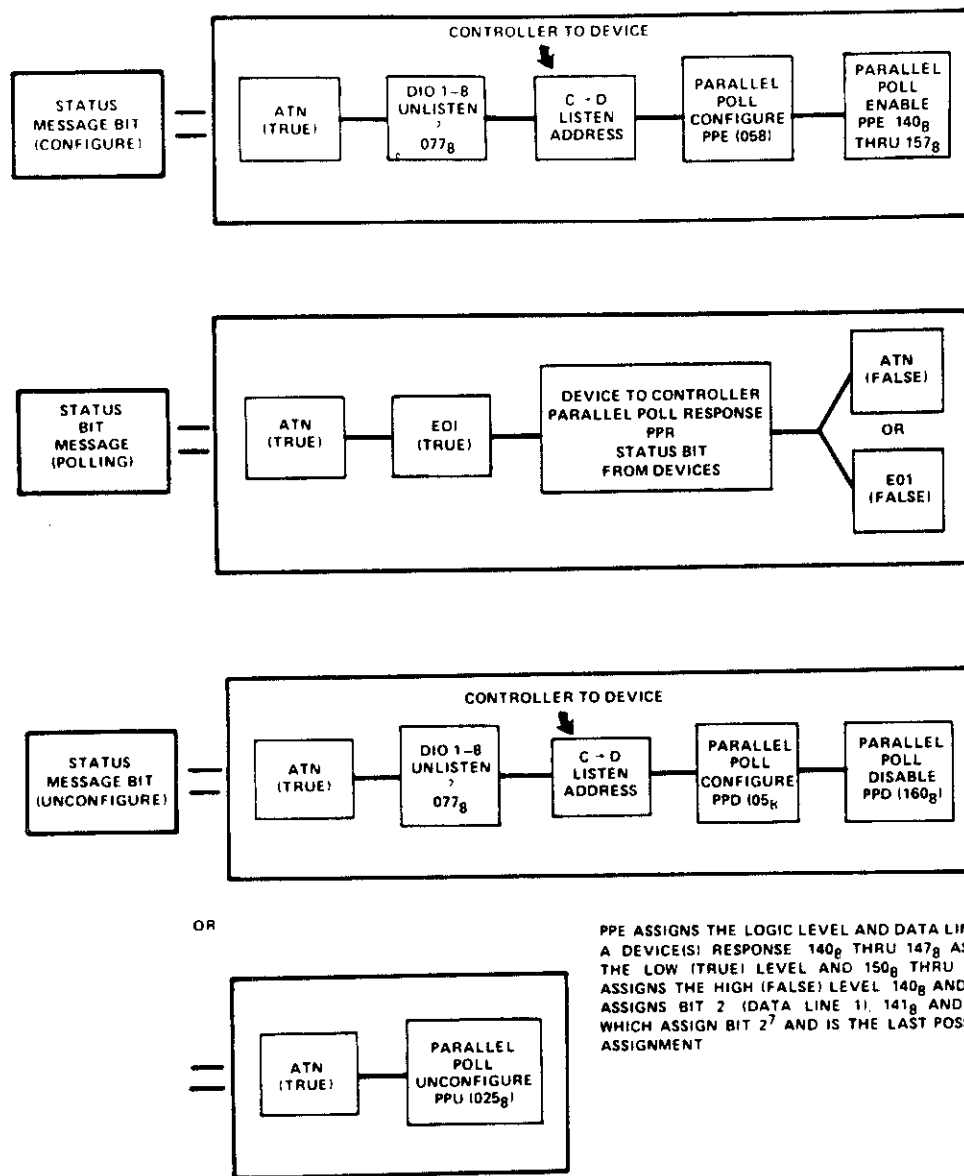 CONTROLLER TO DEVICE
STATUS
MESSAGE BIT
(CONFIGURE)
=
ATN
(TRUE)
DIO 1-8
UNLISTEN
?
077₈
C → D
LISTEN
ADDRESS
PARALLEL
POLL
CONFIGURE
PPE (058)
PARALLEL
POLL
ENABLE
PPE 140₈
THRU 157₈
STATUS
BIT
MESSAGE
(POLLING)
=
ATN
(TRUE)
EOI
(TRUE)
DEVICE TO CONTROLLER
PARALLEL POLL RESPONSE
PPR
STATUS BIT
FROM DEVICES
ATN
(FALSE)
OR
E01
(FALSE)
CONTROLLER TO DEVICE
STATUS
MESSAGE BIT
(UNCONFIGURE)
=
ATN
(TRUE)
DIO 1-8
UNLISTEN
?
077₈
C → D
LISTEN
ADDRESS
PARALLEL
POLL
CONFIGURE
PPD (05₈
PARALLEL
POLL
DISABLE
PPD (160₈)
OR
=
ATN
(TRUE)
PARALLEL
POLL
UNCONFIGURE
PPU (025₈)
PPE ASSIGNS THE LOGIC LEVEL AND DATA
A DEVICE(S) RESPONSE 140₈ THRU 147₈
THE LOW (TRUE) LEVEL AND 150₈ THRU
ASSIGNS THE HIGH (FALSE) LEVEL 140₈ AND
ASSIGNS BIT 2 (DATA LINE 1), 141₈ AND
WHICH ASSIGN BIT 2⁷ AND IS THE LAST
ASSIGNMENT